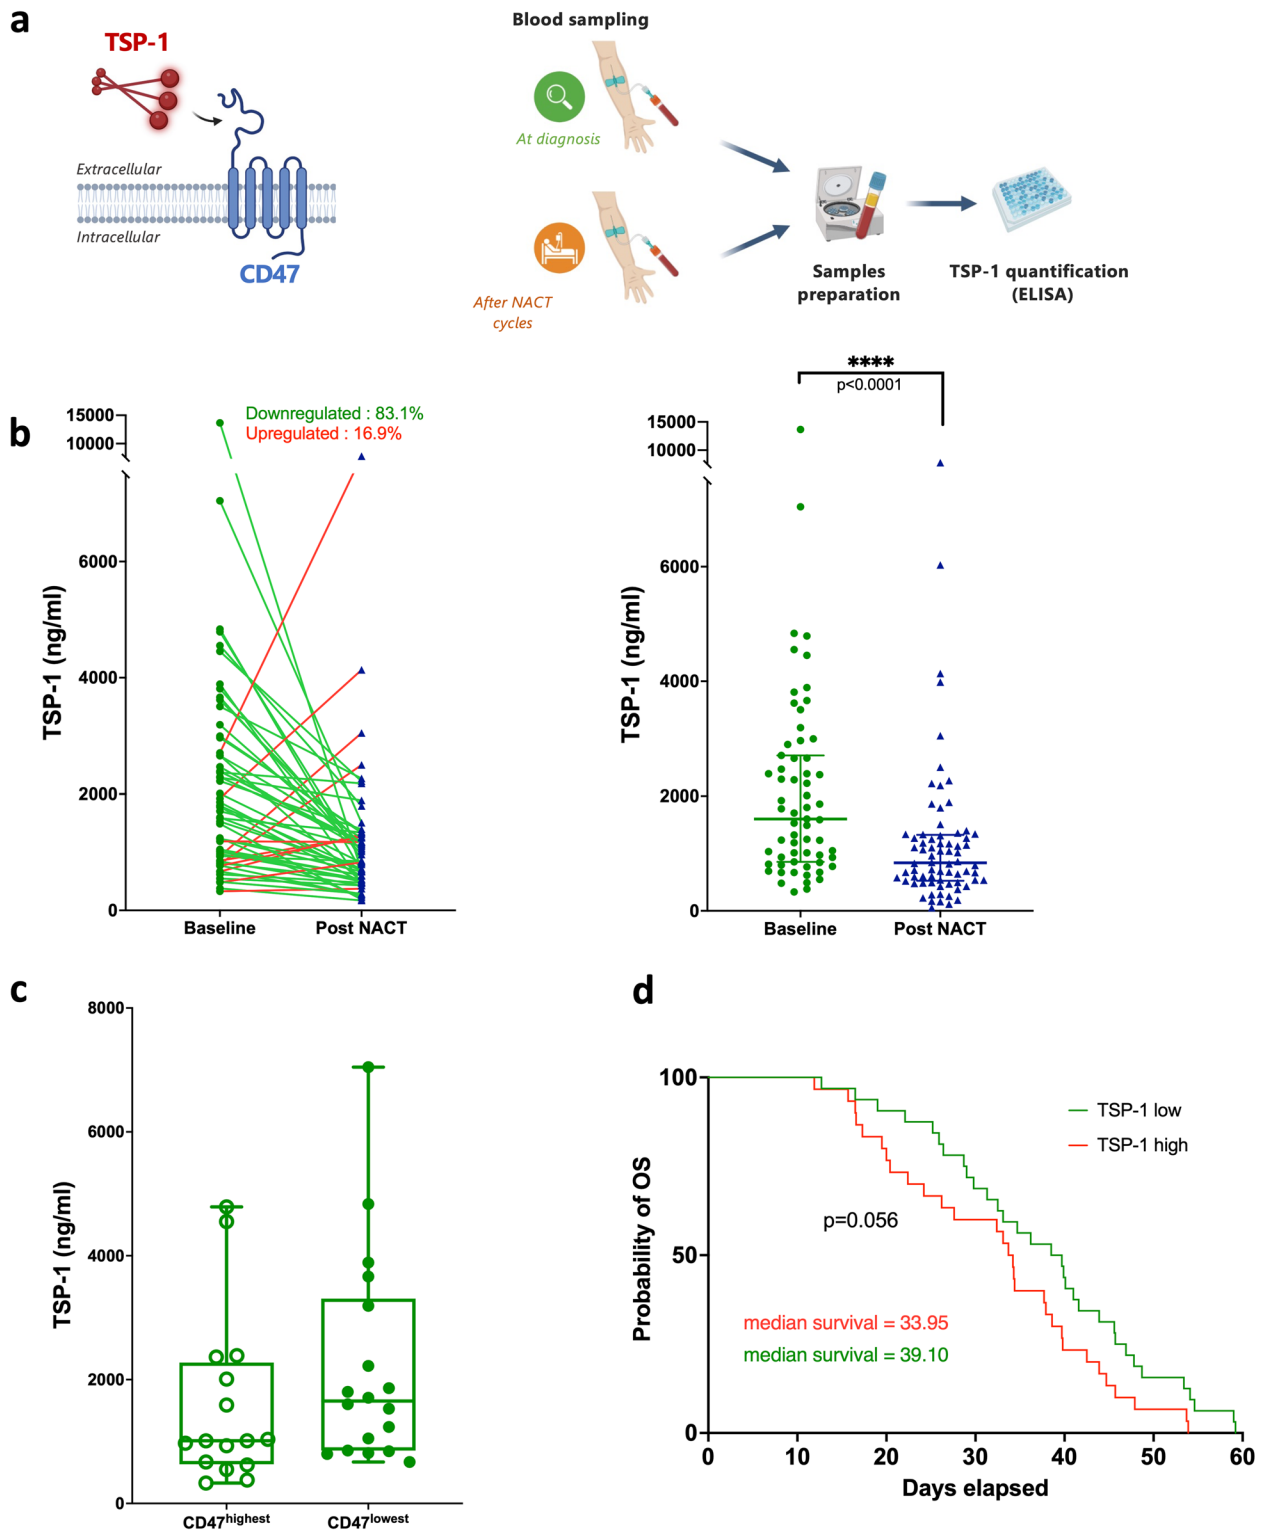 a
TSP-1
Extracellular
Intracellular
CD47
Blood sampling
At diagnosis
After NACT
cycles
Samples
preparation
TSP-1 quantification
(ELISA)
b
Downregulated : 83.1%
Upregulated : 16.9%
15000
10000
6000
4000
2000
0
TSP-1 (ng/ml)
Baseline
Post NACT
****
p<0.0001
15000
10000
6000
4000
2000
0
TSP-1 (ng/ml)
Baseline
Post NACT
c
8000
6000
4000
2000
0
TSP-1 (ng/ml)
CD47highest
CD47lowest
d
100
50
0
Probability of OS
TSP-1 low
TSP-1 high
p=0.056
median survival = 33.95
median survival = 39.10
0 10 20 30 40 50 60
Days elapsed